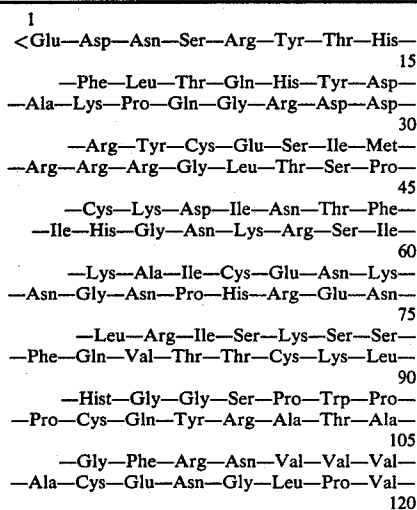 1
<Glu—Asp—Asn—Ser—Arg—Tyr—Thr—His—
15
—Phe—Leu—Thr—Gln—His—Tyr—Asp—
—Ala—Lys—Pro—Gln—Gly—Arg—Asp—Asp—
30
—Arg—Tyr—Cys—Glu—Ser—Ile—Met—
—Arg—Arg—Arg—Gly—Leu—Thr—Ser—Pro—
45
—Cys—Lys—Asp—Ile—Asn—Thr—Phe—
—Ile—His—Gly—Asn—Lys—Arg—Ser—Ile—
60
—Lys—Ala—Ile—Cys—Glu—Asn—Lys—
—Asn—Gly—Asn—Pro—His—Arg—Glu—Asn—
75
—Leu—Arg—Ile—Ser—Lys—Ser—Ser—
—Phe—Gln—Val—Thr—Thr—Cys—Lys—Leu—
90
—Hist—Gly—Gly—Ser—Pro—Trp—Pro—
—Pro—Cys—Gln—Tyr—Arg—Ala—Thr—Ala—
105
—Gly—Phe—Arg—Asn—Val—Val—Val—
—Ala—Cys—Glu—Asn—Gly—Leu—Pro—Val—
120